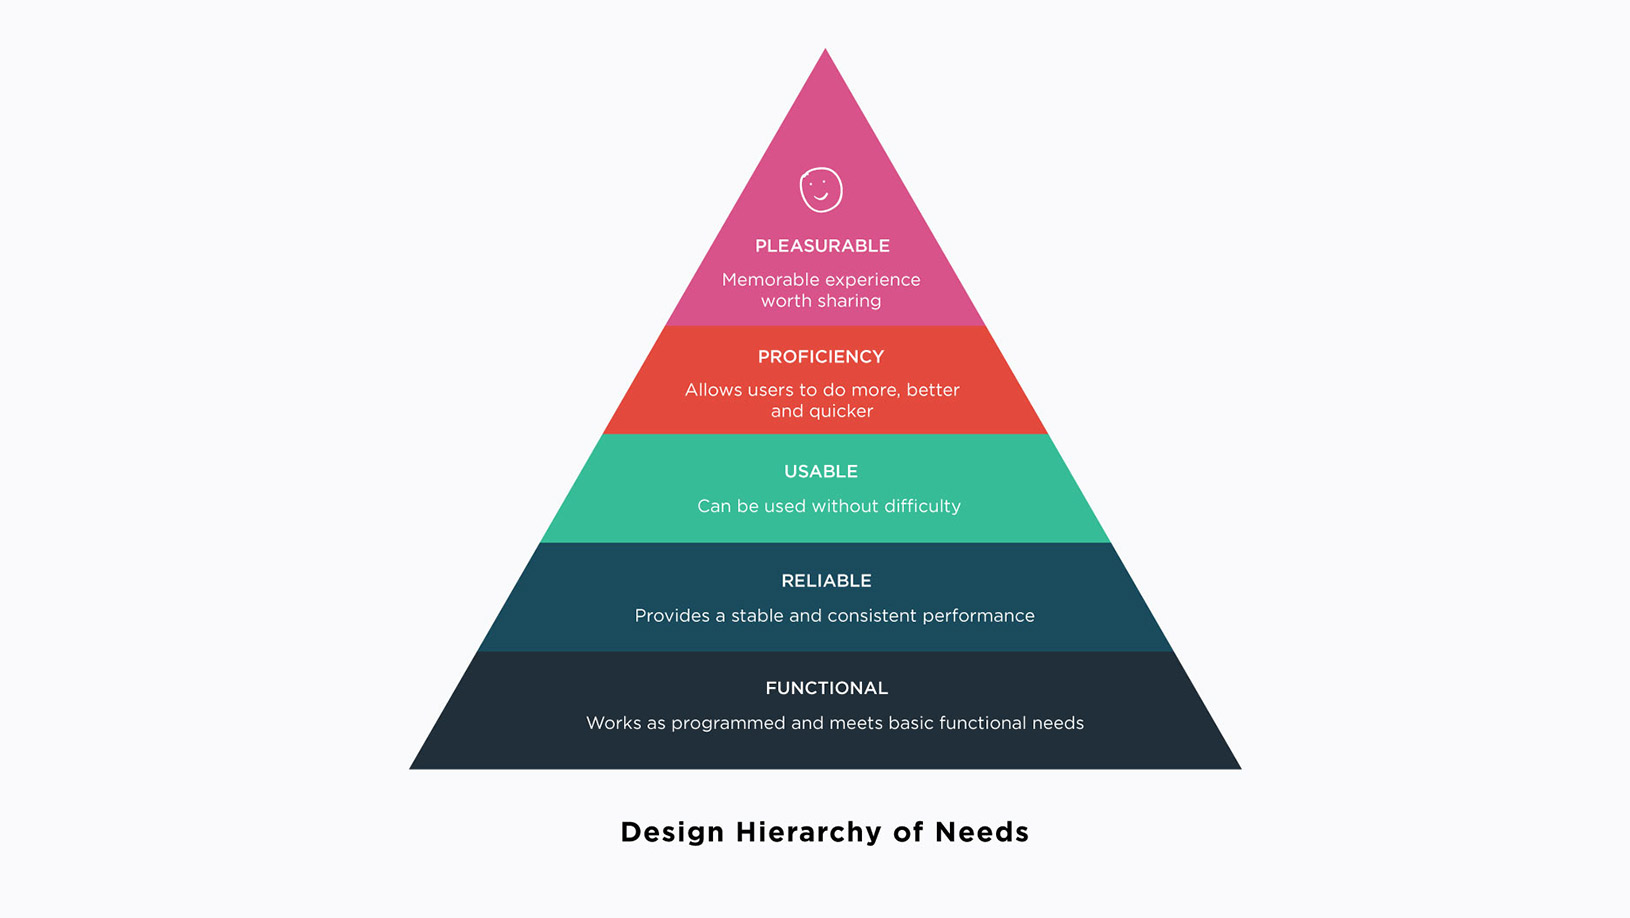 PLEASURABLE
Memorable experience
worth sharing
PROFICIENCY
Allows users to do more, better
and quicker
USABLE
Can be used without difficulty
RELIABLE
Provides a stable and consistent performance
FUNCTIONAL
Works as programmed and meets basic functional needs
Design Hierarchy of Needs